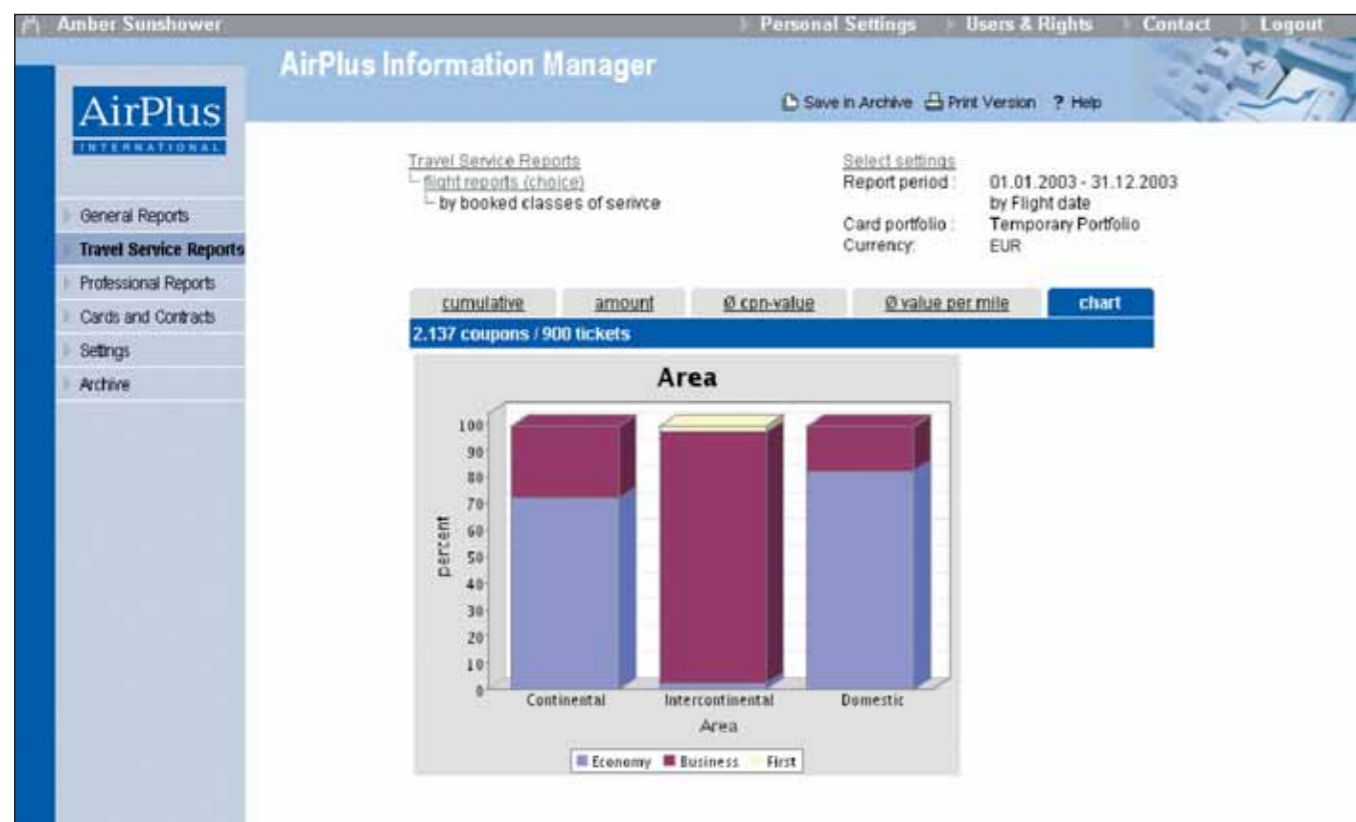 Amber Sunshower
Personal Settings Users & Rights Contact Logout
AirPlus Information Manager
Save in Archive Print Version ? Help
AirPlus
INTERNATIONAL
General Reports
Travel Service Reports
Professional Reports
Cards and Contracts
Settings
Archive
Travel Service Reports
flight reports (choice)
by booked classes of serivce
Select settings
Report period : 01.01.2003 - 31.12.2003
by Flight date
Card portfolio : Temporary Portfolio
Currency: EUR
cumulative amount Ø cpn-value Ø value per mile chart
2.137 coupons / 900 tickets
Area
percent
100
90
80
70
60
50
40
30
20
10
0
Continental Intercontinental Domestic
Area
Economy Business First